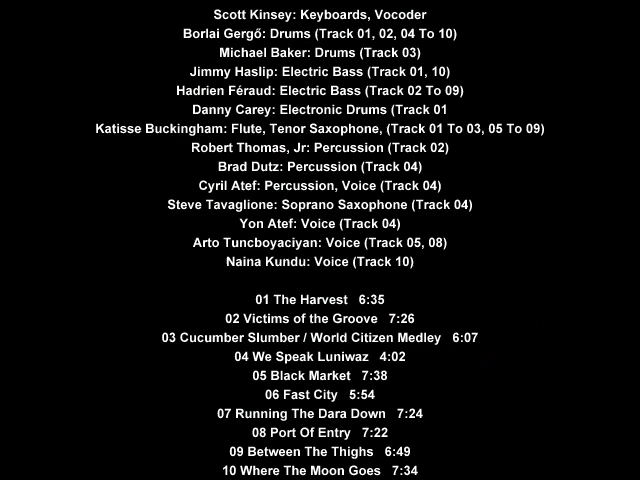 Scott Kinsey: Keyboards, Vocoder
Borlai Gergő: Drums (Track 01, 02, 04 To 10)
Michael Baker: Drums (Track 03)
Jimmy Haslip: Electric Bass (Track 01, 10)
Hadrien Féraud: Electric Bass (Track 02 To 09)
Danny Carey: Electronic Drums (Track 01
Katisse Buckingham: Flute, Tenor Saxophone, (Track 01 To 03, 05 To 09)
Robert Thomas, Jr: Percussion (Track 02)
Brad Dutz: Percussion (Track 04)
Cyril Atef: Percussion, Voice (Track 04)
Steve Tavaglione: Soprano Saxophone (Track 04)
Yon Atef: Voice (Track 04)
Arto Tuncboyaciyan: Voice (Track 05, 08)
Naina Kundu: Voice (Track 10)
01 The Harvest 6:35
02 Victims of the Groove 7:26
03 Cucumber Slumber / World Citizen Medley 6:07
04 We Speak Luniwaz 4:02
05 Black Market 7:38
06 Fast City 5:54
07 Running The Dara Down 7:24
08 Port Of Entry 7:22
09 Between The Thighs 6:49
10 Where The Moon Goes 7:34